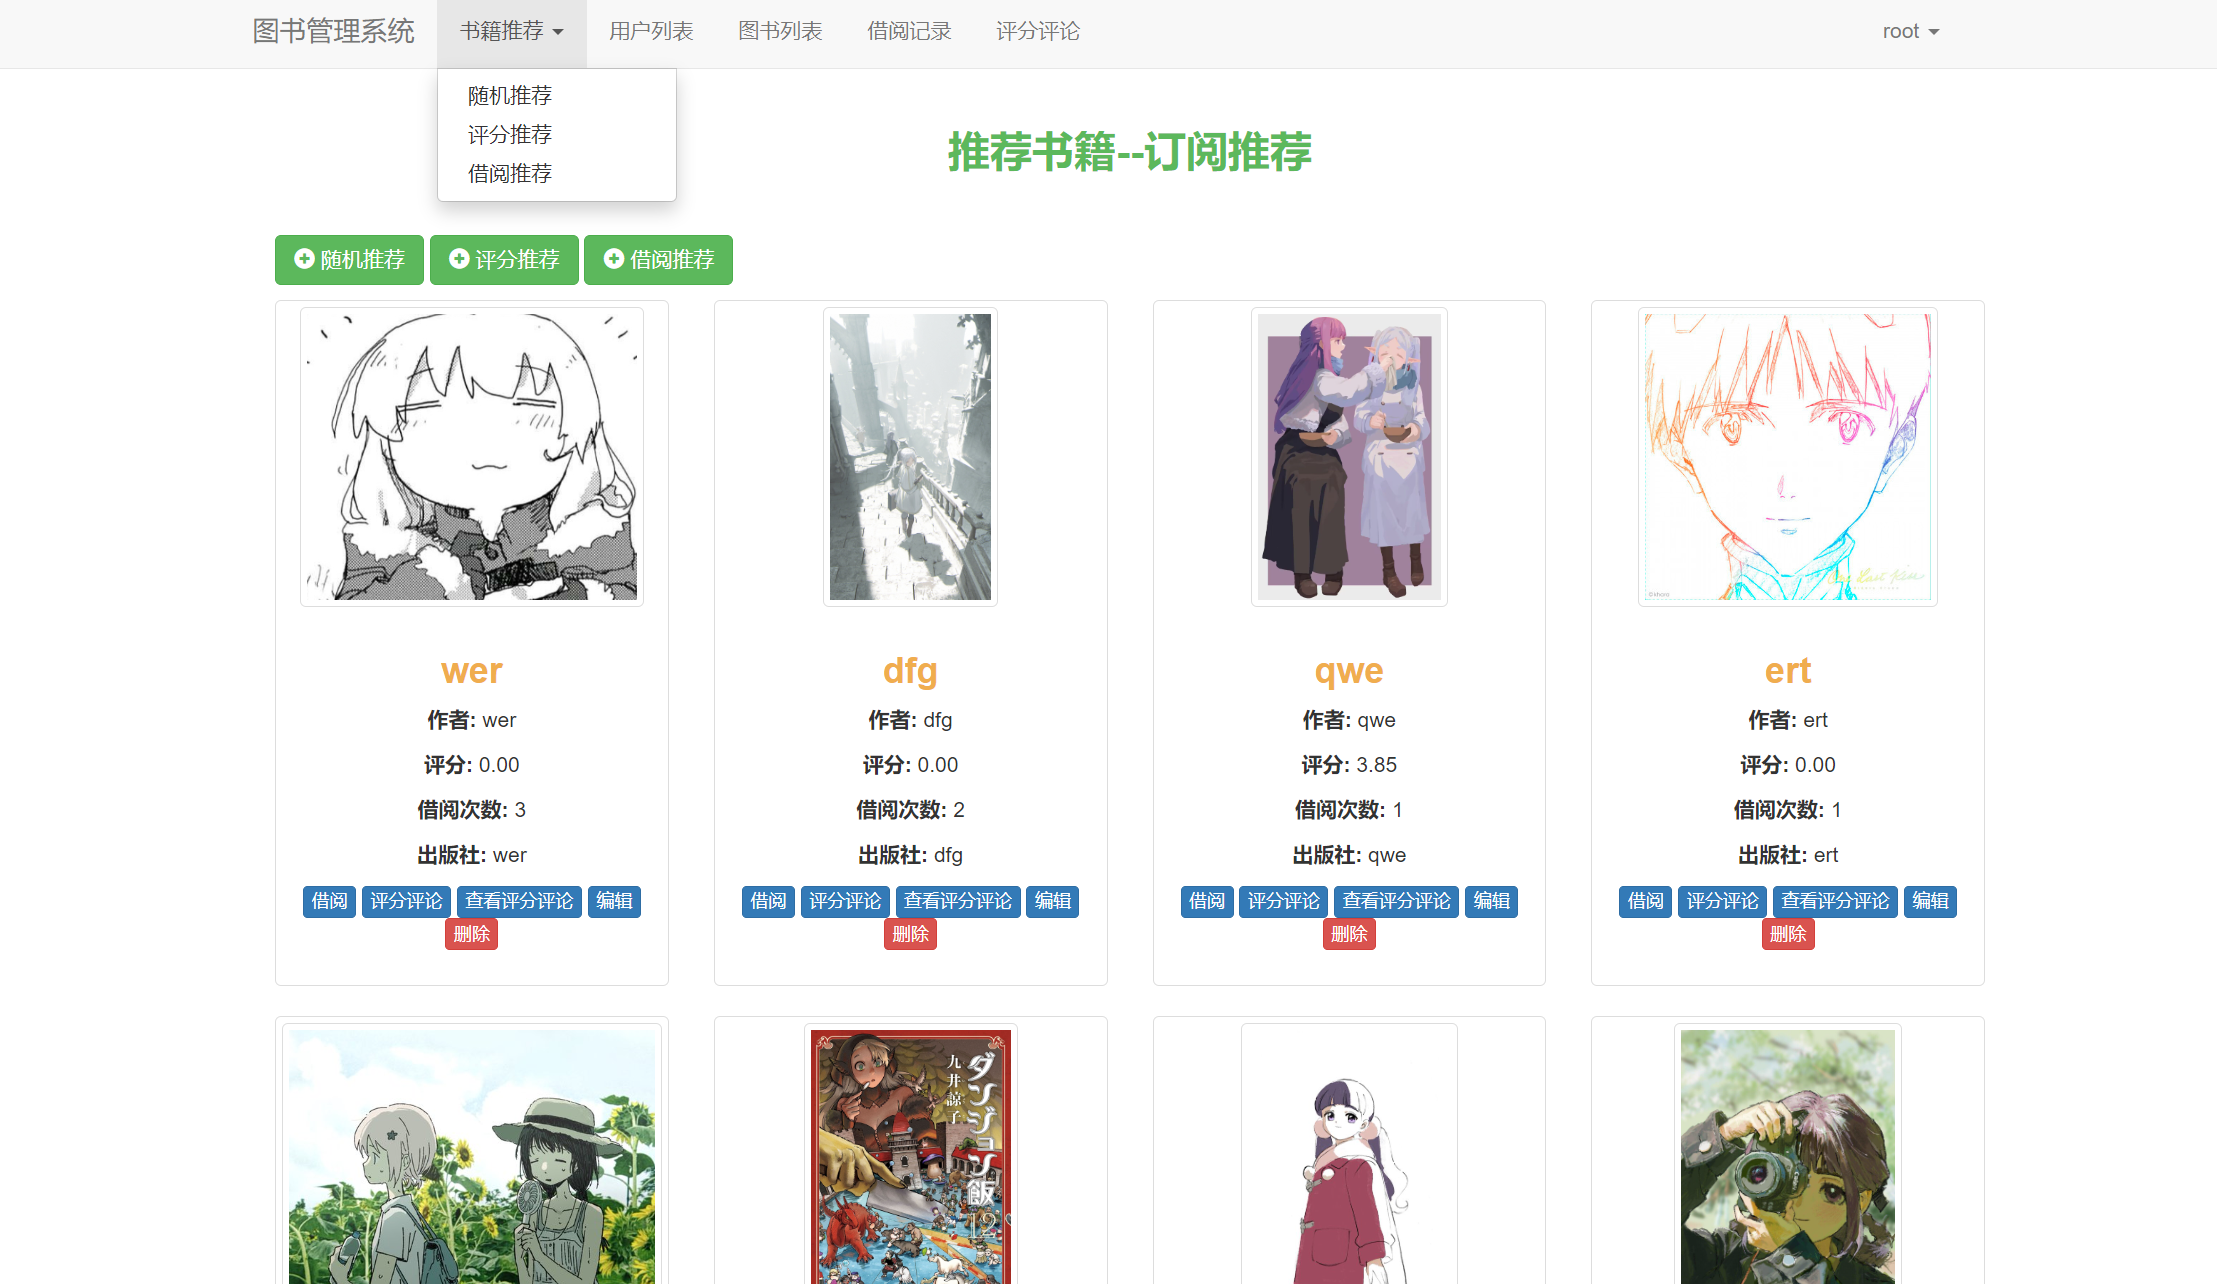 图书管理系统 书籍推荐 用户列表 图书列表 借阅记录 评分评论 root
随机推荐
评分推荐
借阅推荐
推荐书籍--订阅推荐
随机推荐 评分推荐 借阅推荐
wer
作者: wer
评分: 0.00
借阅次数: 3
出版社: wer
借阅 评分评论 查看评分评论 编辑
删除
dfg
作者: dfg
评分: 0.00
借阅次数: 2
出版社: dfg
借阅 评分评论 查看评分评论 编辑
删除
qwe
作者: qwe
评分: 3.85
借阅次数: 1
出版社: qwe
借阅 评分评论 查看评分评论 编辑
删除
One Last Kiss
©khara
ert
作者: ert
评分: 0.00
借阅次数: 1
出版社: ert
借阅 评分评论 查看评分评论 编辑
删除
ダンジョン飯
12
九井諒子